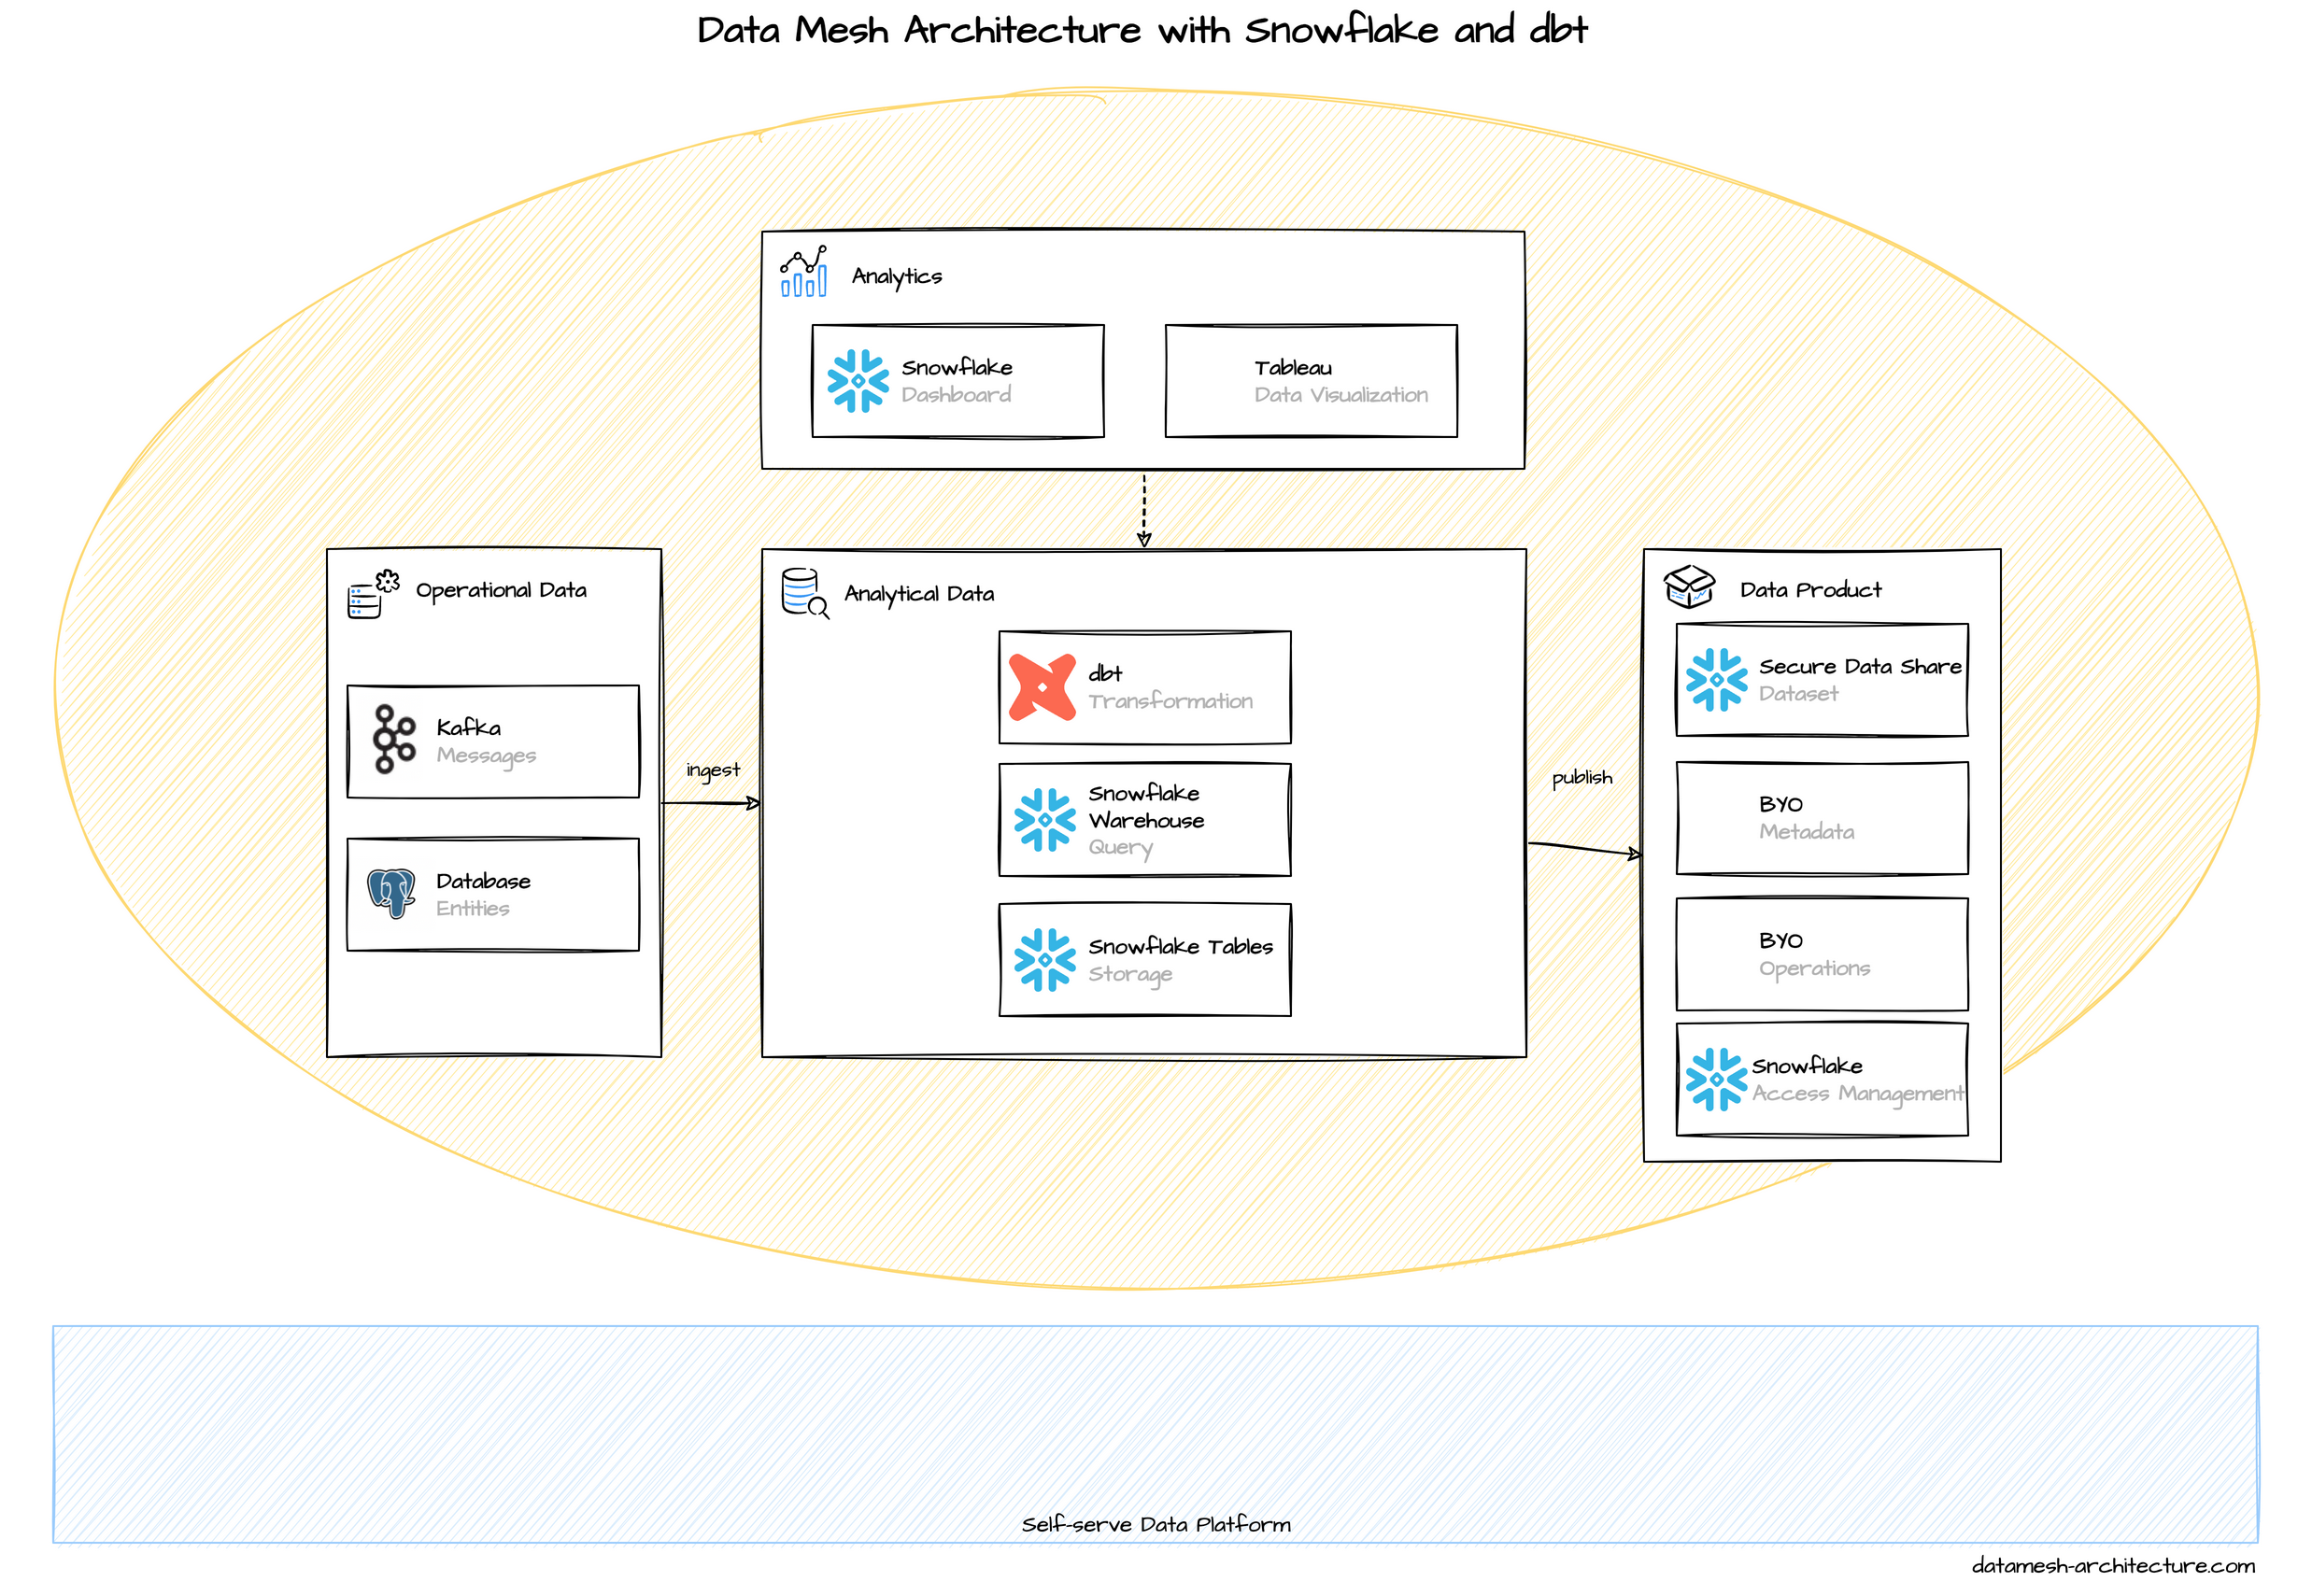 Data Mesh Architecture with Snowflake and dbt
Analytics
Snowflake
Dashboard
Tableau
Data Visualization
Operational Data
Kafka
Messages
Database
Entities
ingest
Analytical Data
dbt
Transformation
Snowflake
Warehouse
Query
Snowflake Tables
Storage
publish
Data Product
Secure Data Share
Dataset
BYO
Metadata
BYO
Operations
Snowflake
Access Management
Self-serve Data Platform
datamesh-architecture.com